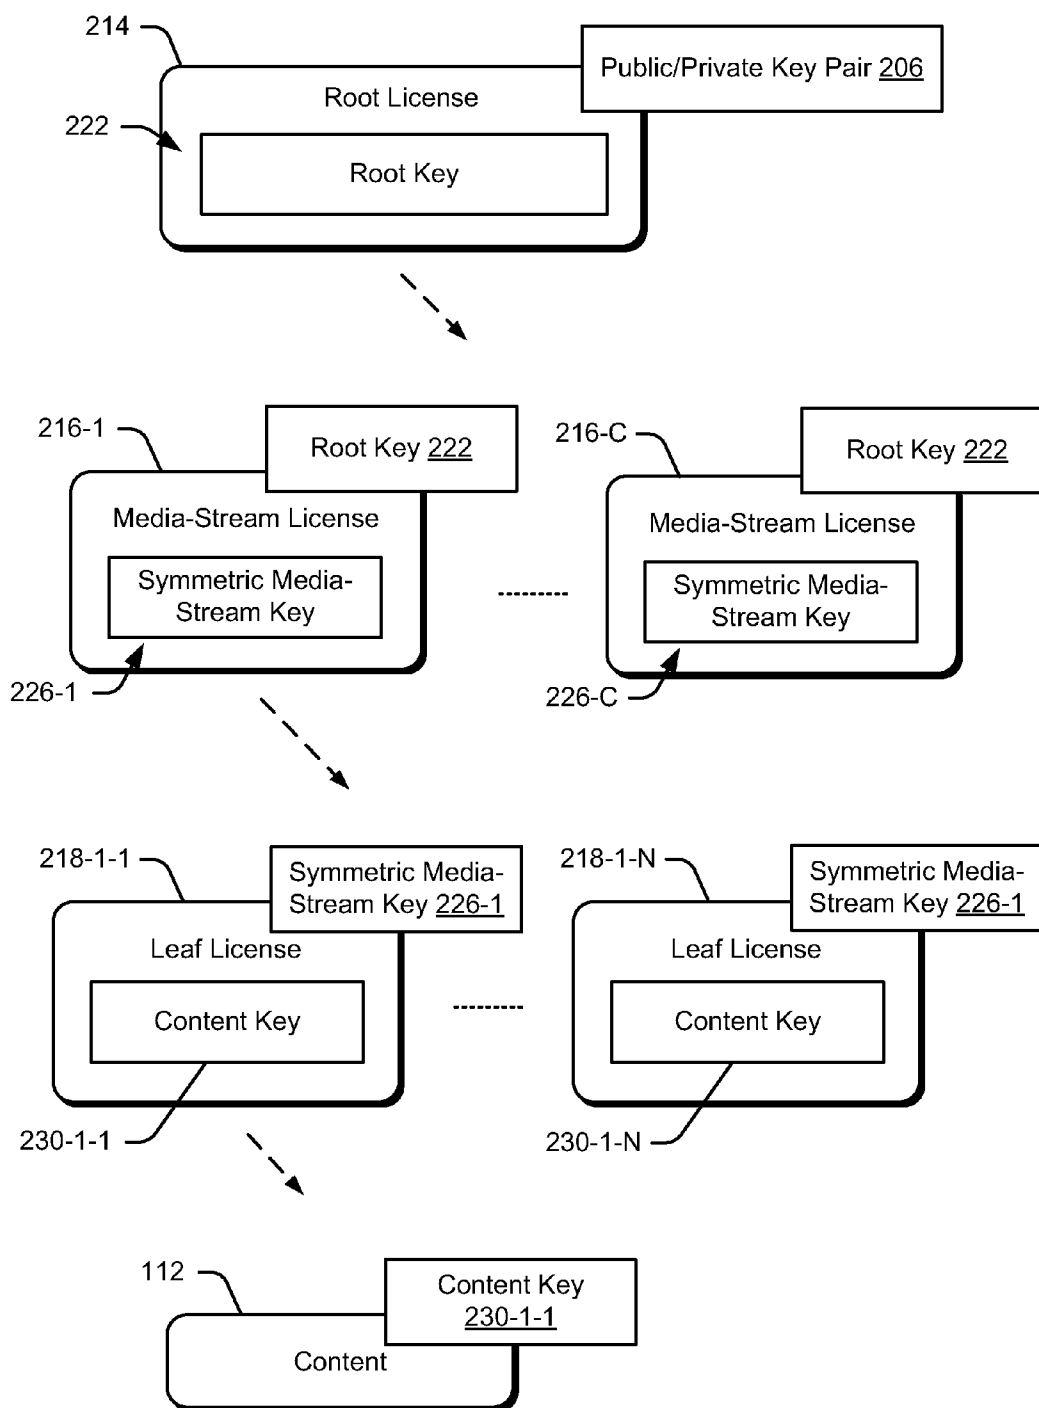 214
Public/Private Key Pair 206
Root License
222
Root Key
216-1
Root Key 222
216-C
Root Key 222
Media-Stream License
Media-Stream License
Symmetric Media-
Stream Key
Symmetric Media-
Stream Key
226-1
226-C
218-1-1
Symmetric Media-
Stream Key 226-1
218-1-N
Symmetric Media-
Stream Key 226-1
Leaf License
Leaf License
Content Key
Content Key
230-1-1
230-1-N
112
Content Key
230-1-1
Content